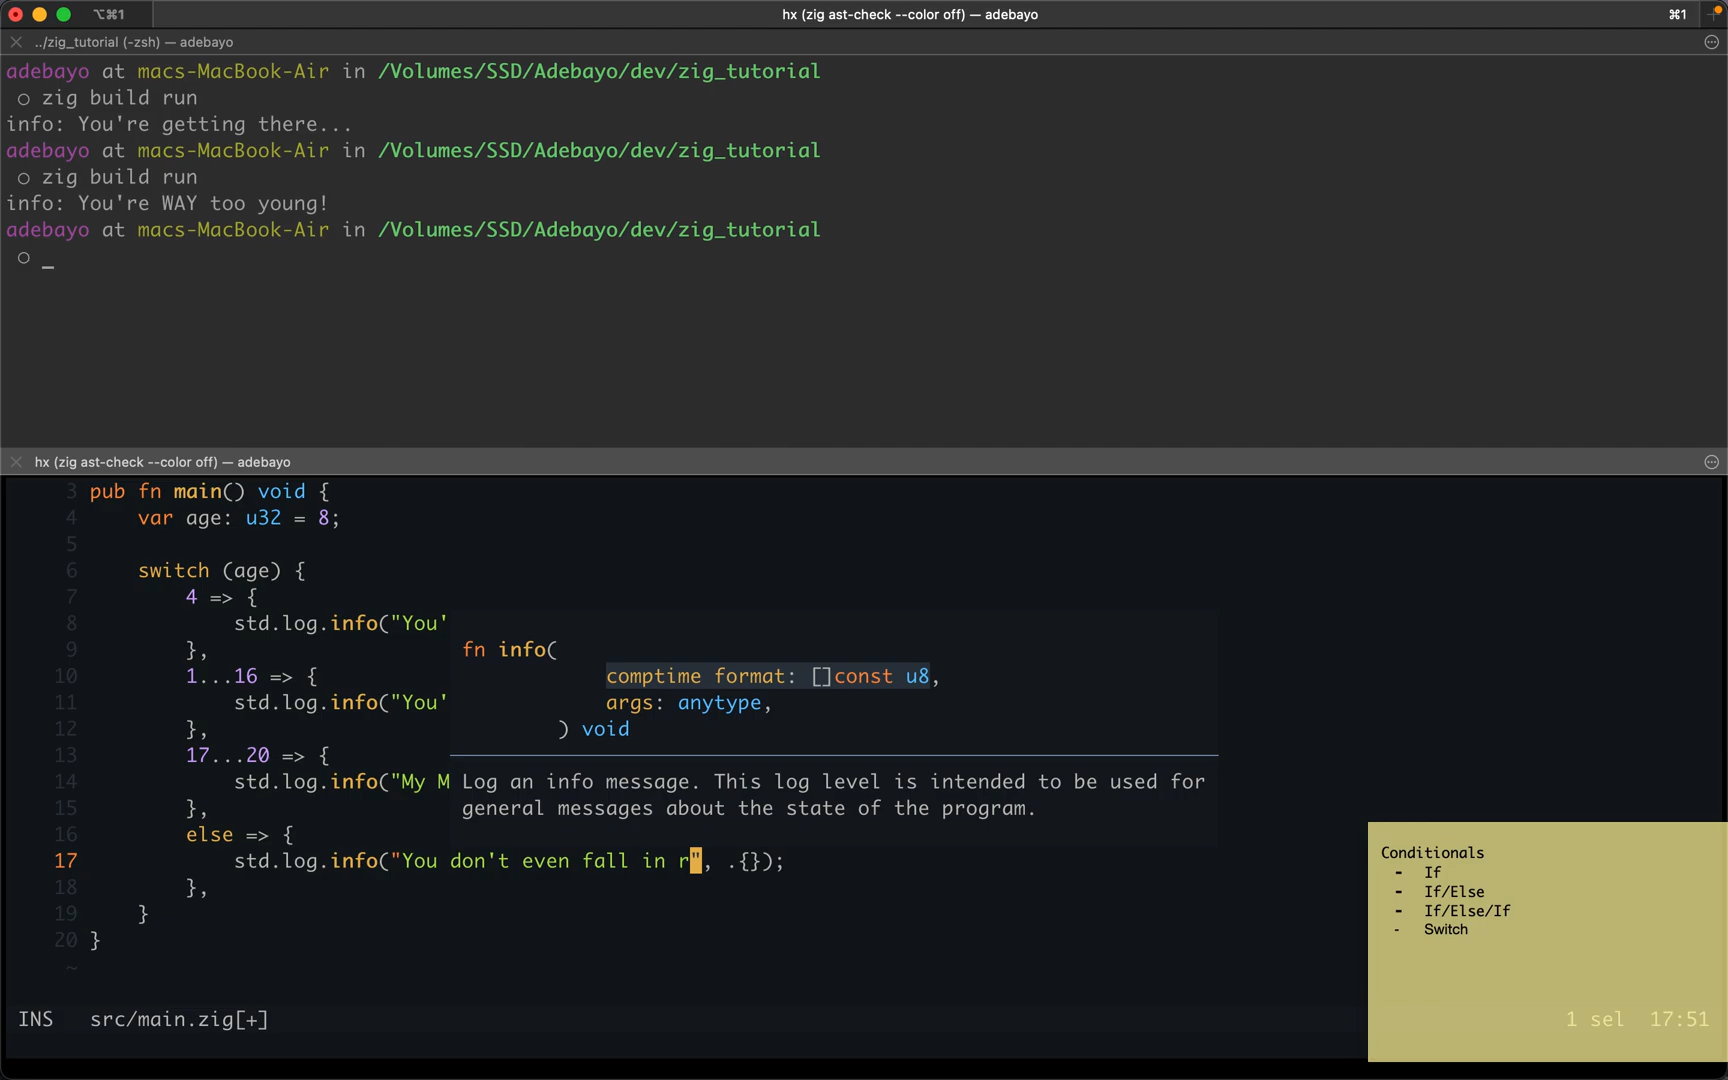 ⌥⌘1
hx (zig ast-check --color off) — adebayo
⌘1
../zig_tutorial (-zsh) — adebayo
adebayo at macs-MacBook-Air in /Volumes/SSD/Adebayo/dev/zig_tutorial
○ zig build run
info: You're getting there...
adebayo at macs-MacBook-Air in /Volumes/SSD/Adebayo/dev/zig_tutorial
○ zig build run
info: You're WAY too young!
adebayo at macs-MacBook-Air in /Volumes/SSD/Adebayo/dev/zig_tutorial
○ _
hx (zig ast-check --color off) — adebayo
3 pub fn main() void {
4 var age: u32 = 8;
5
6 switch (age) {
7 4 => {
8 std.log.info("You'
9 },
10 1...16 => {
11 std.log.info("You'
12 },
13 17...20 => {
14 std.log.info("My M
15 },
16 else => {
17 std.log.info("You don't even fall in r", .{});
18 },
19 }
20 }
~
fn info(
comptime format: []const u8,
args: anytype,
) void
Log an info message. This log level is intended to be used for
general messages about the state of the program.
Conditionals
- If
- If/Else
- If/Else/If
- Switch
INS src/main.zig[+]
1 sel 17:51